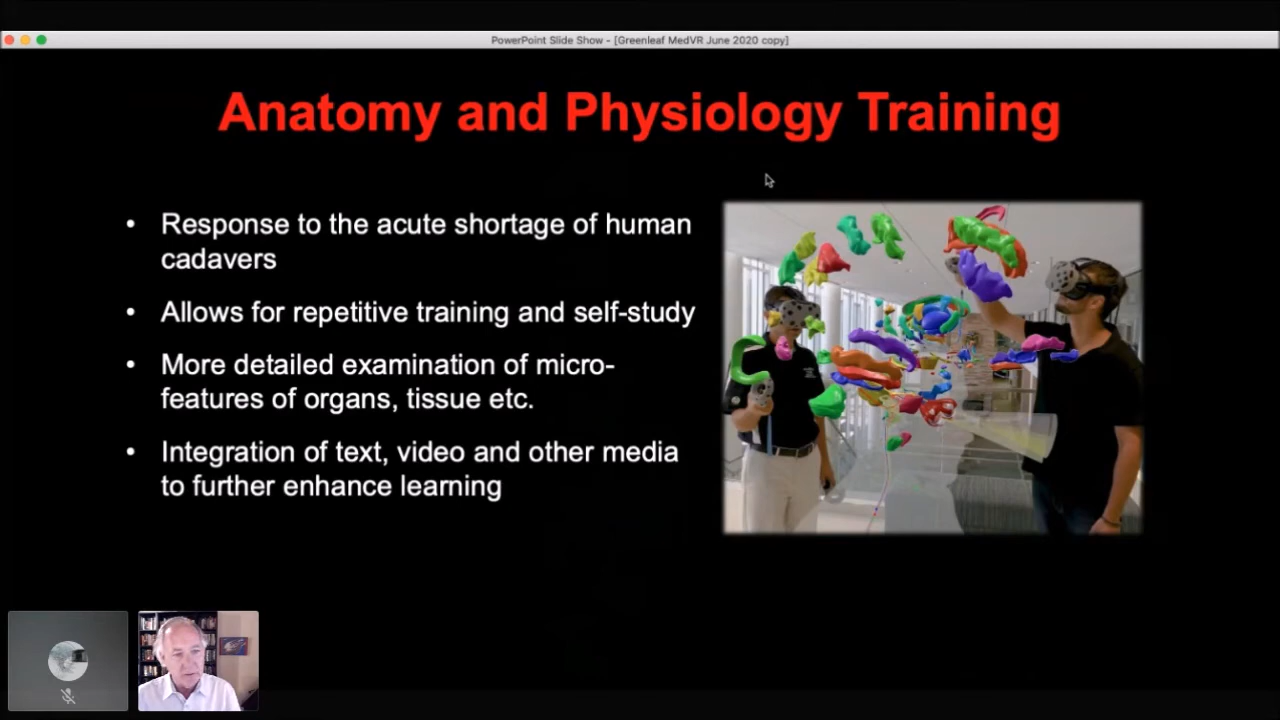 PowerPoint Slide Show - [Greenleaf MedVR June 2020 copy]
Anatomy and Physiology Training
• Response to the acute shortage of human
cadavers
• Allows for repetitive training and self-study
• More detailed examination of micro-
features of organs, tissue etc.
• Integration of text, video and other media
to further enhance learning